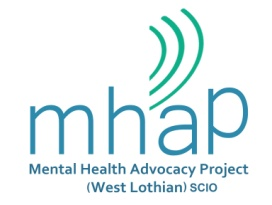 mhap
Mental Health Advocacy Project
(West Lothian) SCIO